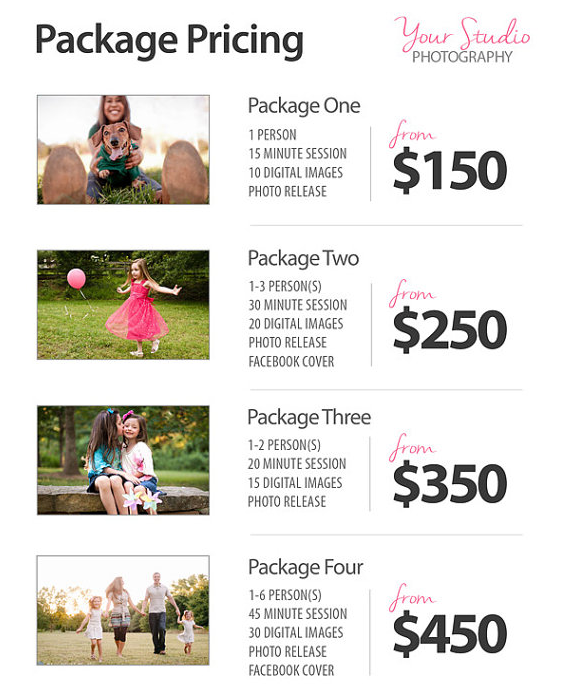 Package Pricing
Your Studio
PHOTOGRAPHY
Package One
1 PERSON
15 MINUTE SESSION
10 DIGITAL IMAGES
PHOTO RELEASE
from
$150
Package Two
1-3 PERSON(S)
30 MINUTE SESSION
20 DIGITAL IMAGES
PHOTO RELEASE
FACEBOOK COVER
from
$250
Package Three
1-2 PERSON(S)
20 MINUTE SESSION
15 DIGITAL IMAGES
PHOTO RELEASE
from
$350
Package Four
1-6 PERSON(S)
45 MINUTE SESSION
30 DIGITAL IMAGES
PHOTO RELEASE
FACEBOOK COVER
from
$450